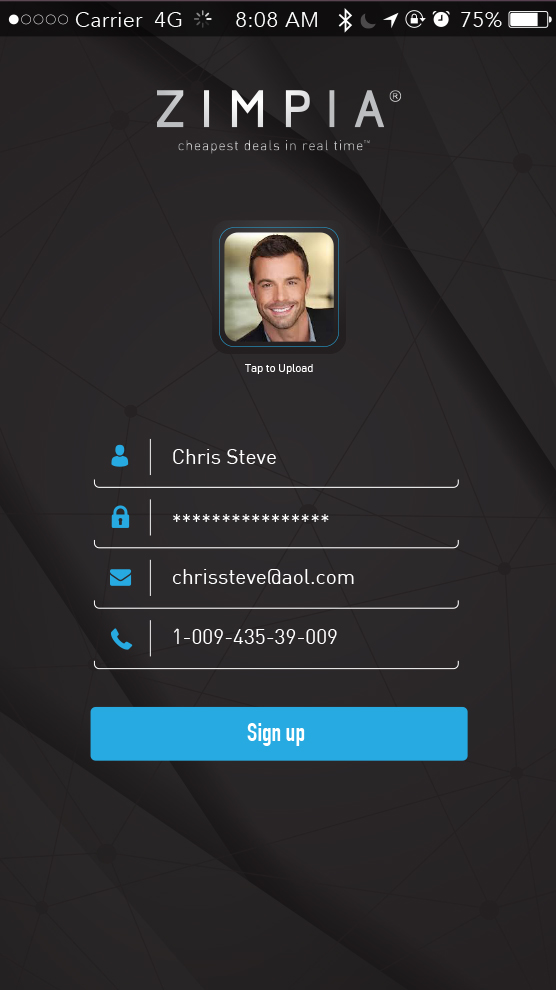 Carrier 4G 8:08 AM 75%
ZIMPIA®
cheapest deals in real time™
Tap to Upload
Chris Steve
****************
chrissteve@aol.com
1-009-435-39-009
Sign up